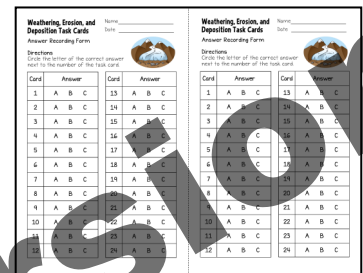 Weathering, Erosion, and
Deposition Task Cards
Name
Date
Answer Recording Form
Directions
Circle the letter of the correct answer
next to the number of the task card.
Card Answer Card Answer
1 A B C 13 A B C
2 A B C 14 A B C
3 A B C 15 A B C
4 A B C 16 A B C
5 A B C 17 A B C
6 A B C 18 A B C
7 A B C 19 A B C
8 A B C 20 A B C
9 A B C 21 A B C
10 A B C 22 A B C
11 A B C 23 A B C
12 A B C 24 A B C
Weathering, Erosion, and
Deposition Task Cards
Name
Date
Answer Recording Form
Directions
Circle the letter of the correct answer
next to the number of the task card.
Card Answer Card Answer
1 A B C 13 A B C
2 A B C 14 A B C
3 A B C 15 A B C
4 A B C 16 A B C
5 A B C 17 A B C
6 A B C 18 A B C
7 A B C 19 A B C
8 A B C 20 A B C
9 A B C 21 A B C
10 A B C 22 A B C
11 A B C 23 A B C
12 A B C 24 A B C